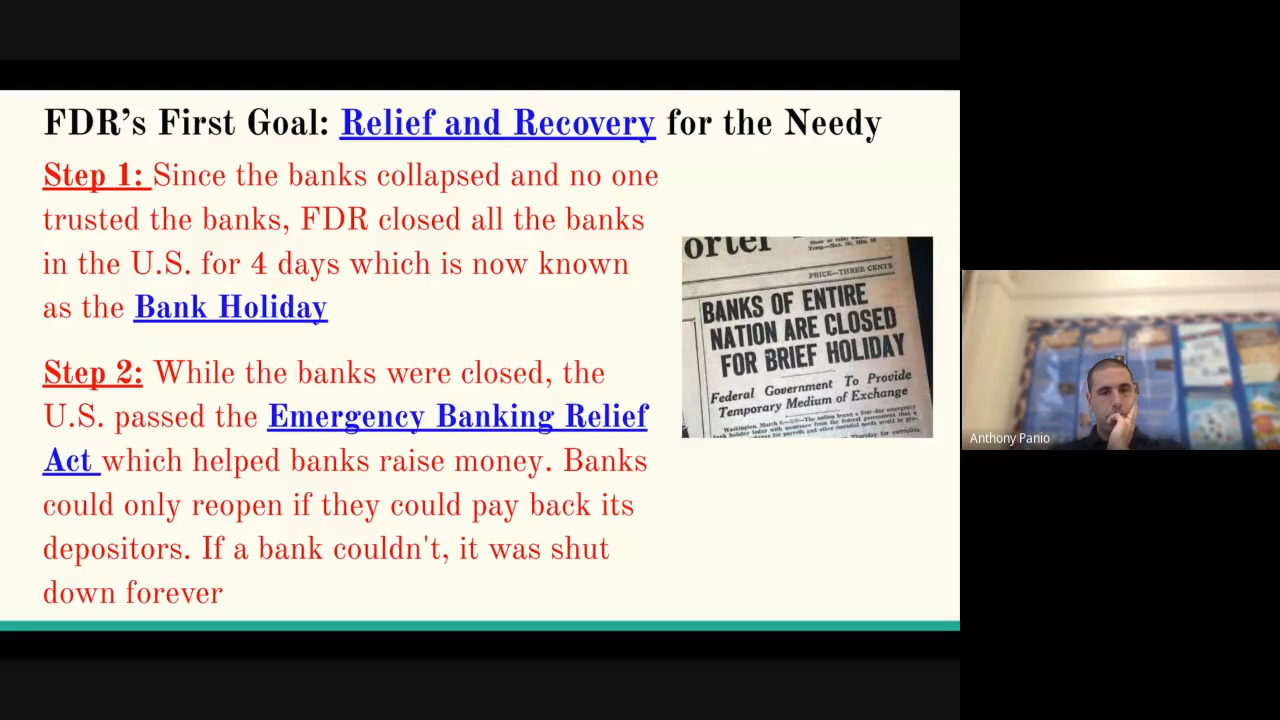 FDR’s First Goal: Relief and Recovery for the Needy
Step 1: Since the banks collapsed and no one
trusted the banks, FDR closed all the banks
in the U.S. for 4 days which is now known
as the Bank Holiday
Step 2: While the banks were closed, the
U.S. passed the Emergency Banking Relief
Act which helped banks raise money. Banks
could only reopen if they could pay back its
depositors. If a bank couldn't, it was shut
down forever
orter
PRICE—THREE CENTS
BANKS OF ENTIRE
NATION ARE CLOSED
FOR BRIEF HOLIDAY
Federal Government To Provide
Temporary Medium of Exchange
Anthony Panio